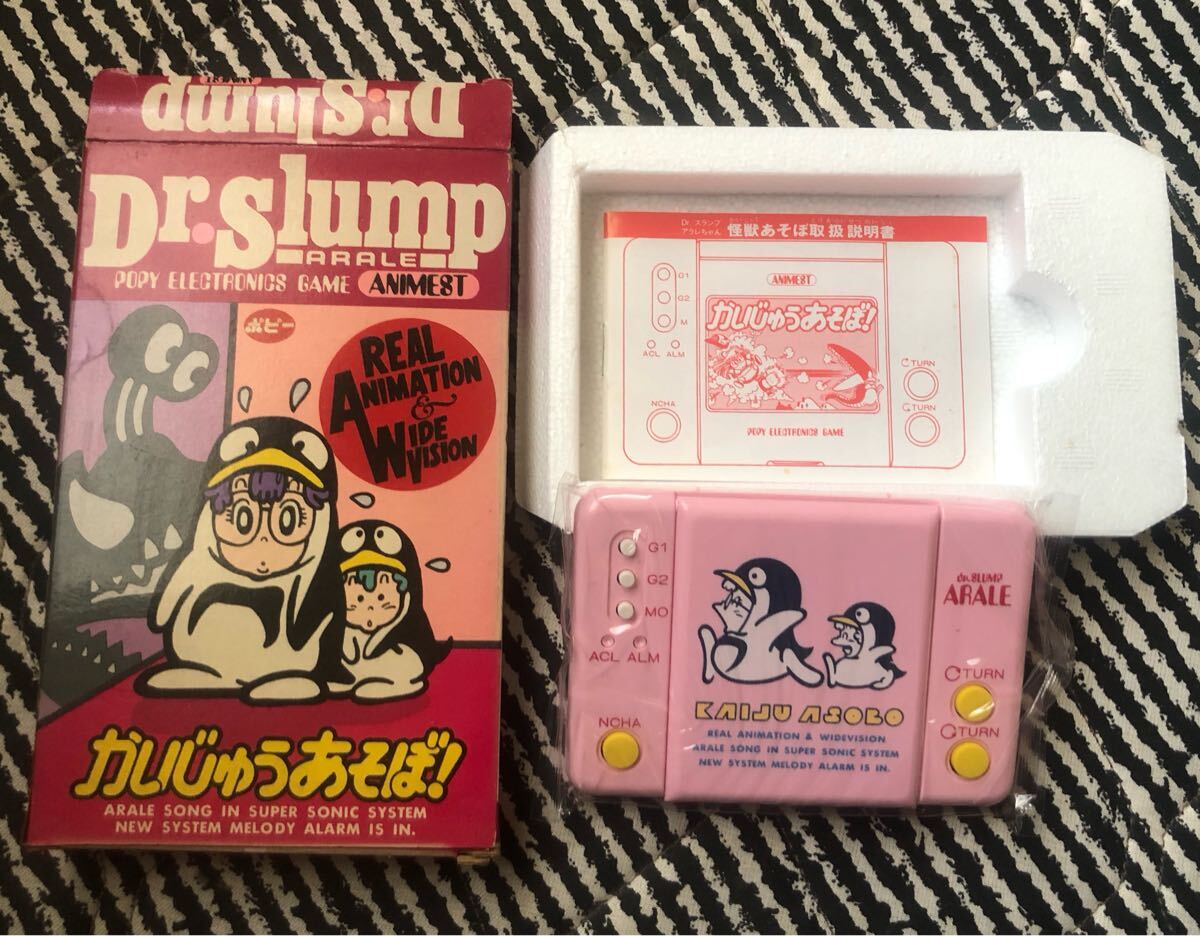 Dr.Slump
Dr.Slump
ARALE
POPY ELECTRONICS GAME ANIMEST
ポピー
REAL
ANIMATION
&
WIDE
VISION
かいじゅうあそぼ!
ARALE SONG IN SUPER SONIC SYSTEM
NEW SYSTEM MELODY ALARM IS IN.
Dr.スランプ
アラレちゃん 怪獣あそぼ取扱説明書
G1
G2
M
ACL ALM
NCHA
ANIMEST
かいじゅうあそぼ!
POPY ELECTRONICS GAME
TURN
TURN
G1
G2
MO
ACL ALM
NCHA
KAIJU ASOBO
REAL ANIMATION & WIDEVISION
ARALE SONG IN SUPER SONIC SYSTEM
NEW SYSTEM MELODY ALARM IS IN.
dr.SLUMP
ARALE
TURN
TURN